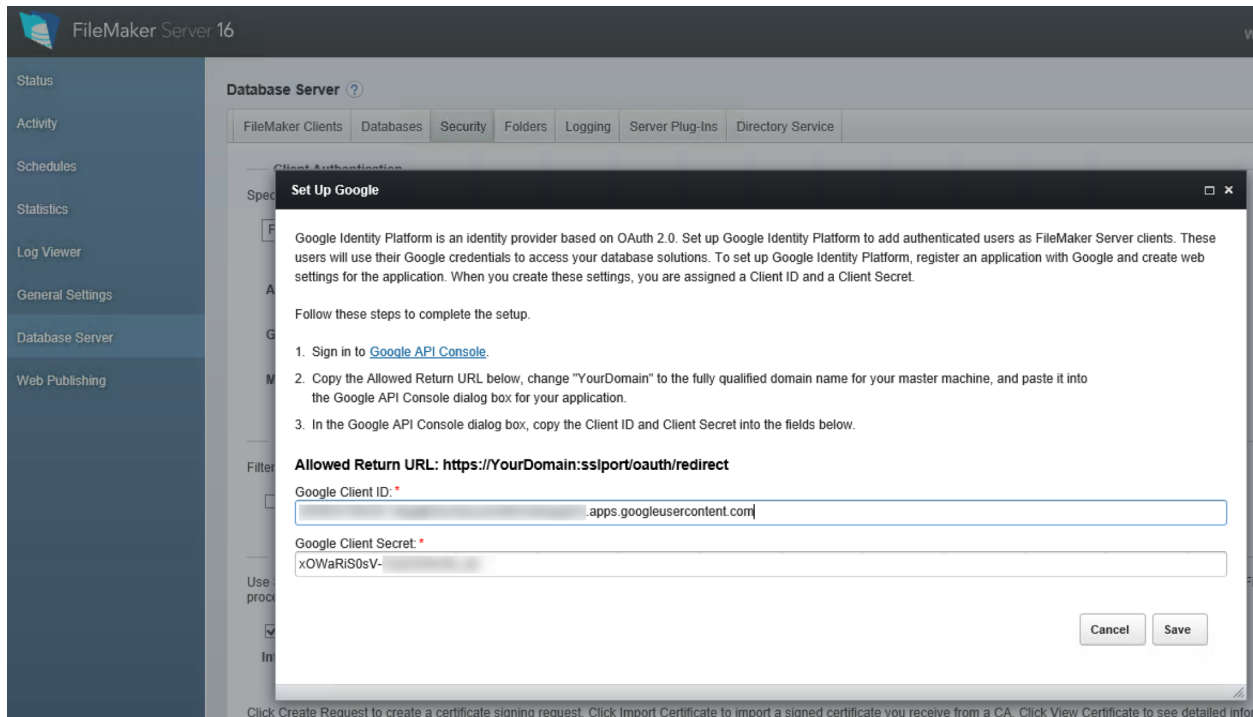 FileMaker Server 16
W
Status
Activity
Schedules
Statistics
Log Viewer
General Settings
Database Server
Web Publishing
Database Server ?
FileMaker Clients Databases Security Folders Logging Server Plug-Ins Directory Service
Client Authentication
Spec
F
A
G
M
Filter
Use
proce
In
Set Up Google
Google Identity Platform is an identity provider based on OAuth 2.0. Set up Google Identity Platform to add authenticated users as FileMaker Server clients. These
users will use their Google credentials to access your database solutions. To set up Google Identity Platform, register an application with Google and create web
settings for the application. When you create these settings, you are assigned a Client ID and a Client Secret.
Follow these steps to complete the setup.
1. Sign in to Google API Console.
2. Copy the Allowed Return URL below, change "YourDomain" to the fully qualified domain name for your master machine, and paste it into
the Google API Console dialog box for your application.
3. In the Google API Console dialog box, copy the Client ID and Client Secret into the fields below.
Allowed Return URL: https://YourDomain:sslport/oauth/redirect
Google Client ID: *
.apps.googleusercontent.com
Google Client Secret: *
xOWaRiS0sV-
Cancel Save
Click Create Request to create a certificate signing request. Click Import Certificate to import a signed certificate you receive from a CA. Click View Certificate to see detailed info